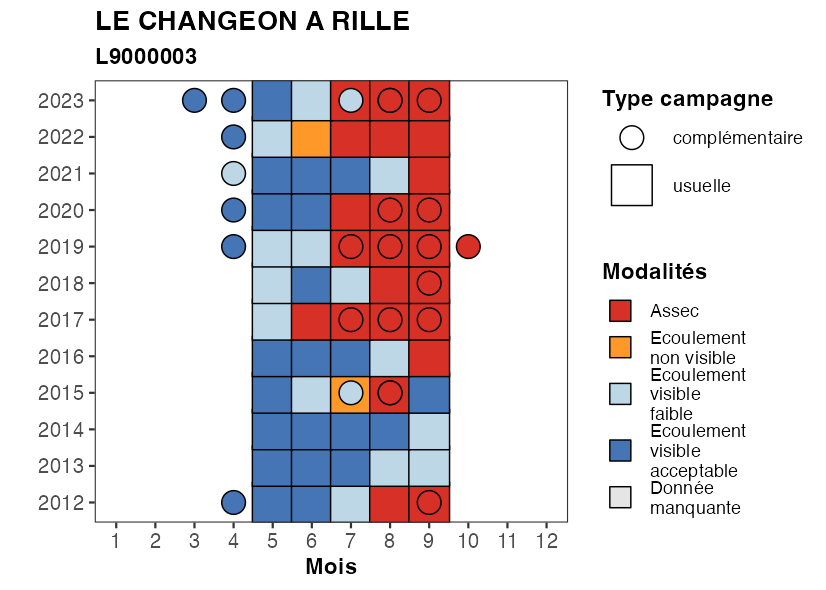 LE CHANGEON A RILLE
L9000003
2023
2022
2021
2020
2019
2018
2017
2016
2015
2014
2013
2012
1 2 3 4 5 6 7 8 9 10 11 12
Mois
Type campagne
complémentaire
usuelle
Modalités
Assec
Ecoulement
non visible
Ecoulement
visible
faible
Ecoulement
visible
acceptable
Donnée
manquante